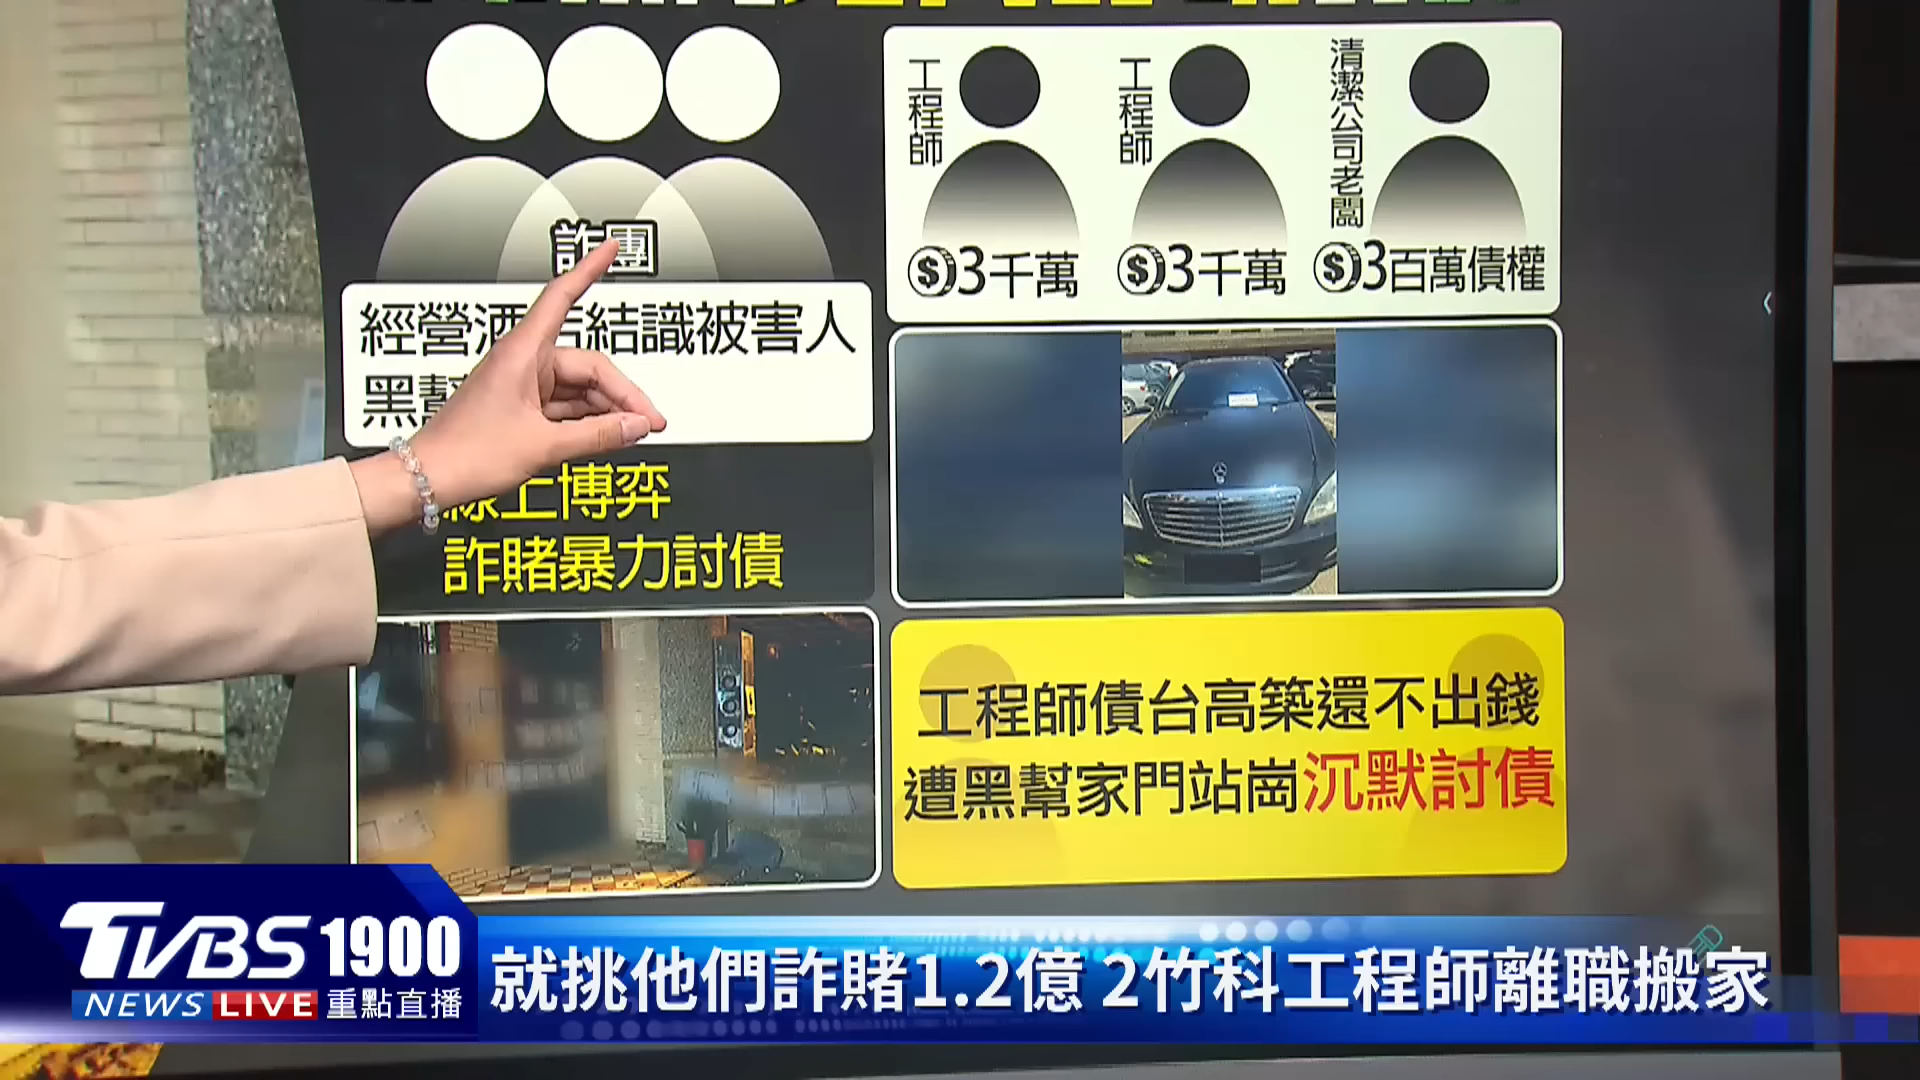 詐團
經營酒店結識被害人
黑幫
線上博弈
詐賭暴力討債
工程師
$3千萬
工程師
$3千萬
清潔公司老闆
$3百萬債權
工程師債台高築還不出錢
遭黑幫家門站崗沉默討債
TVBS 1900
NEWS LIVE 重點直播
就挑他們詐賭1.2億 2竹科工程師離職搬家